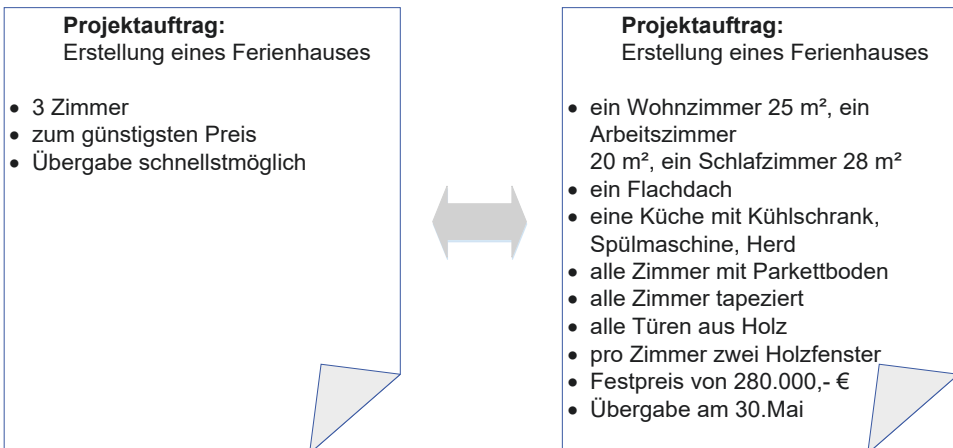 Projektauftrag:
Erstellung eines Ferienhauses
• 3 Zimmer
• zum günstigsten Preis
• Übergabe schnellstmöglich
Projektauftrag:
Erstellung eines Ferienhauses
• ein Wohnzimmer 25 m², ein
Arbeitszimmer
20 m², ein Schlafzimmer 28 m²
• ein Flachdach
• eine Küche mit Kühlschrank,
Spülmaschine, Herd
• alle Zimmer mit Parkettboden
• alle Zimmer tapeziert
• alle Türen aus Holz
• pro Zimmer zwei Holzfenster
• Festpreis von 280.000,- €
• Übergabe am 30.Mai